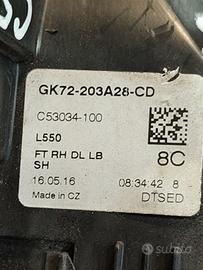 GK72-203A28-CD
C53034-100
L550
FT RH DL LB
SH
8C
16.05.16
08:34:42 8
Made in CZ
DTSED
subito